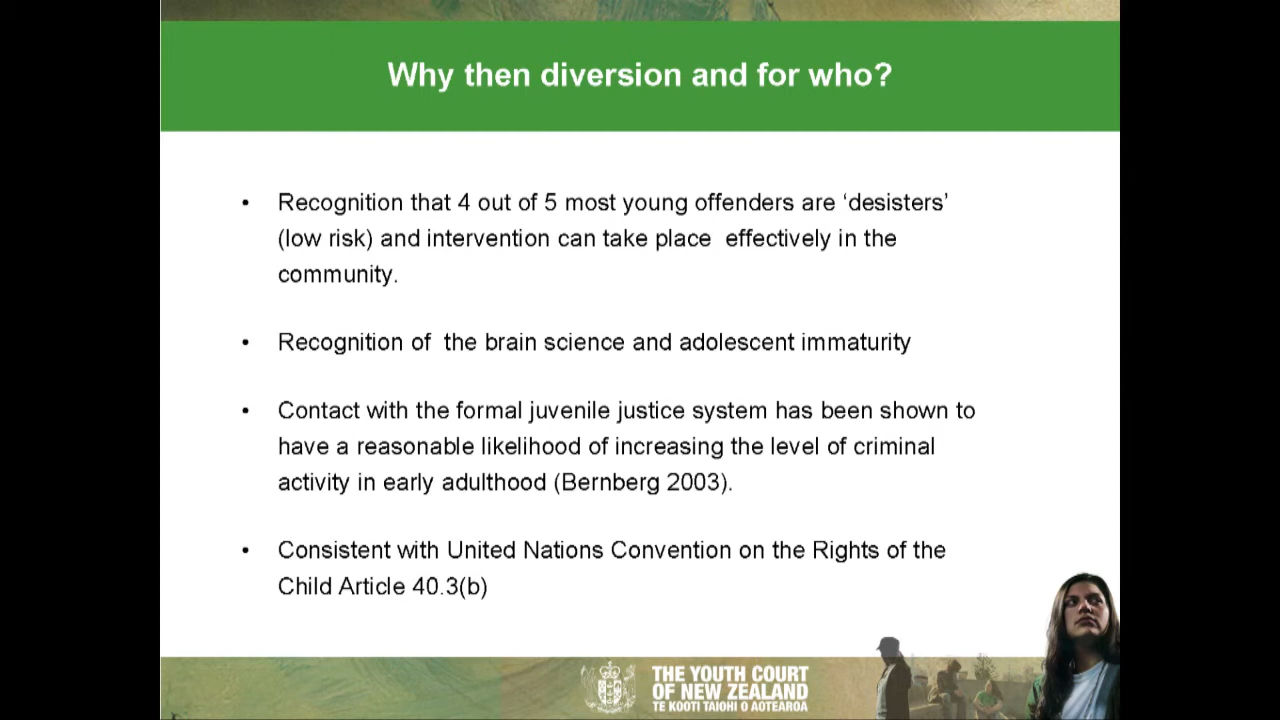 Why then diversion and for who?
• Recognition that 4 out of 5 most young offenders are ‘desisters’
(low risk) and intervention can take place  effectively in the
community.
• Recognition of  the brain science and adolescent immaturity
• Contact with the formal juvenile justice system has been shown to
have a reasonable likelihood of increasing the level of criminal
activity in early adulthood (Bernberg 2003).
• Consistent with United Nations Convention on the Rights of the
Child Article 40.3(b)
THE YOUTH COURT
OF NEW ZEALAND
TE KOOTI TAIOHI O AOTEAROA